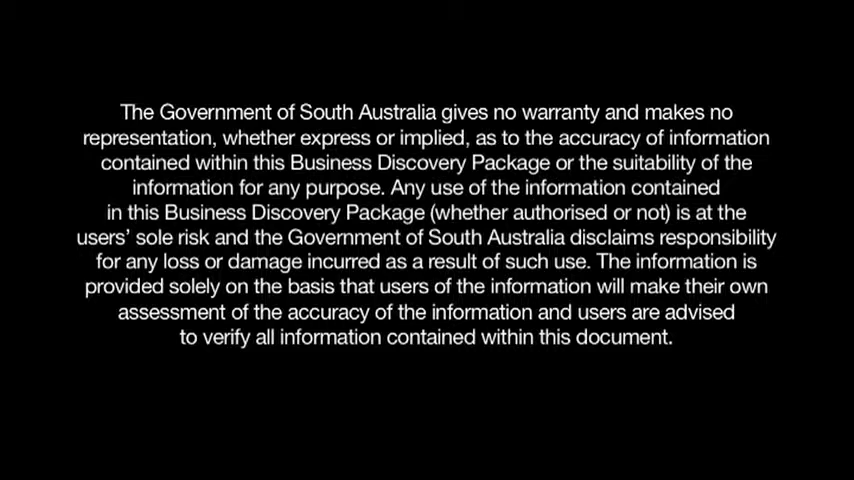 The Government of South Australia gives no warranty and makes no
representation, whether express or implied, as to the accuracy of information
contained within this Business Discovery Package or the suitability of the
information for any purpose. Any use of the information contained
in this Business Discovery Package (whether authorised or not) is at the
users’ sole risk and the Government of South Australia disclaims responsibility
for any loss or damage incurred as a result of such use. The information is
provided solely on the basis that users of the information will make their own
assessment of the accuracy of the information and users are advised
to verify all information contained within this document.